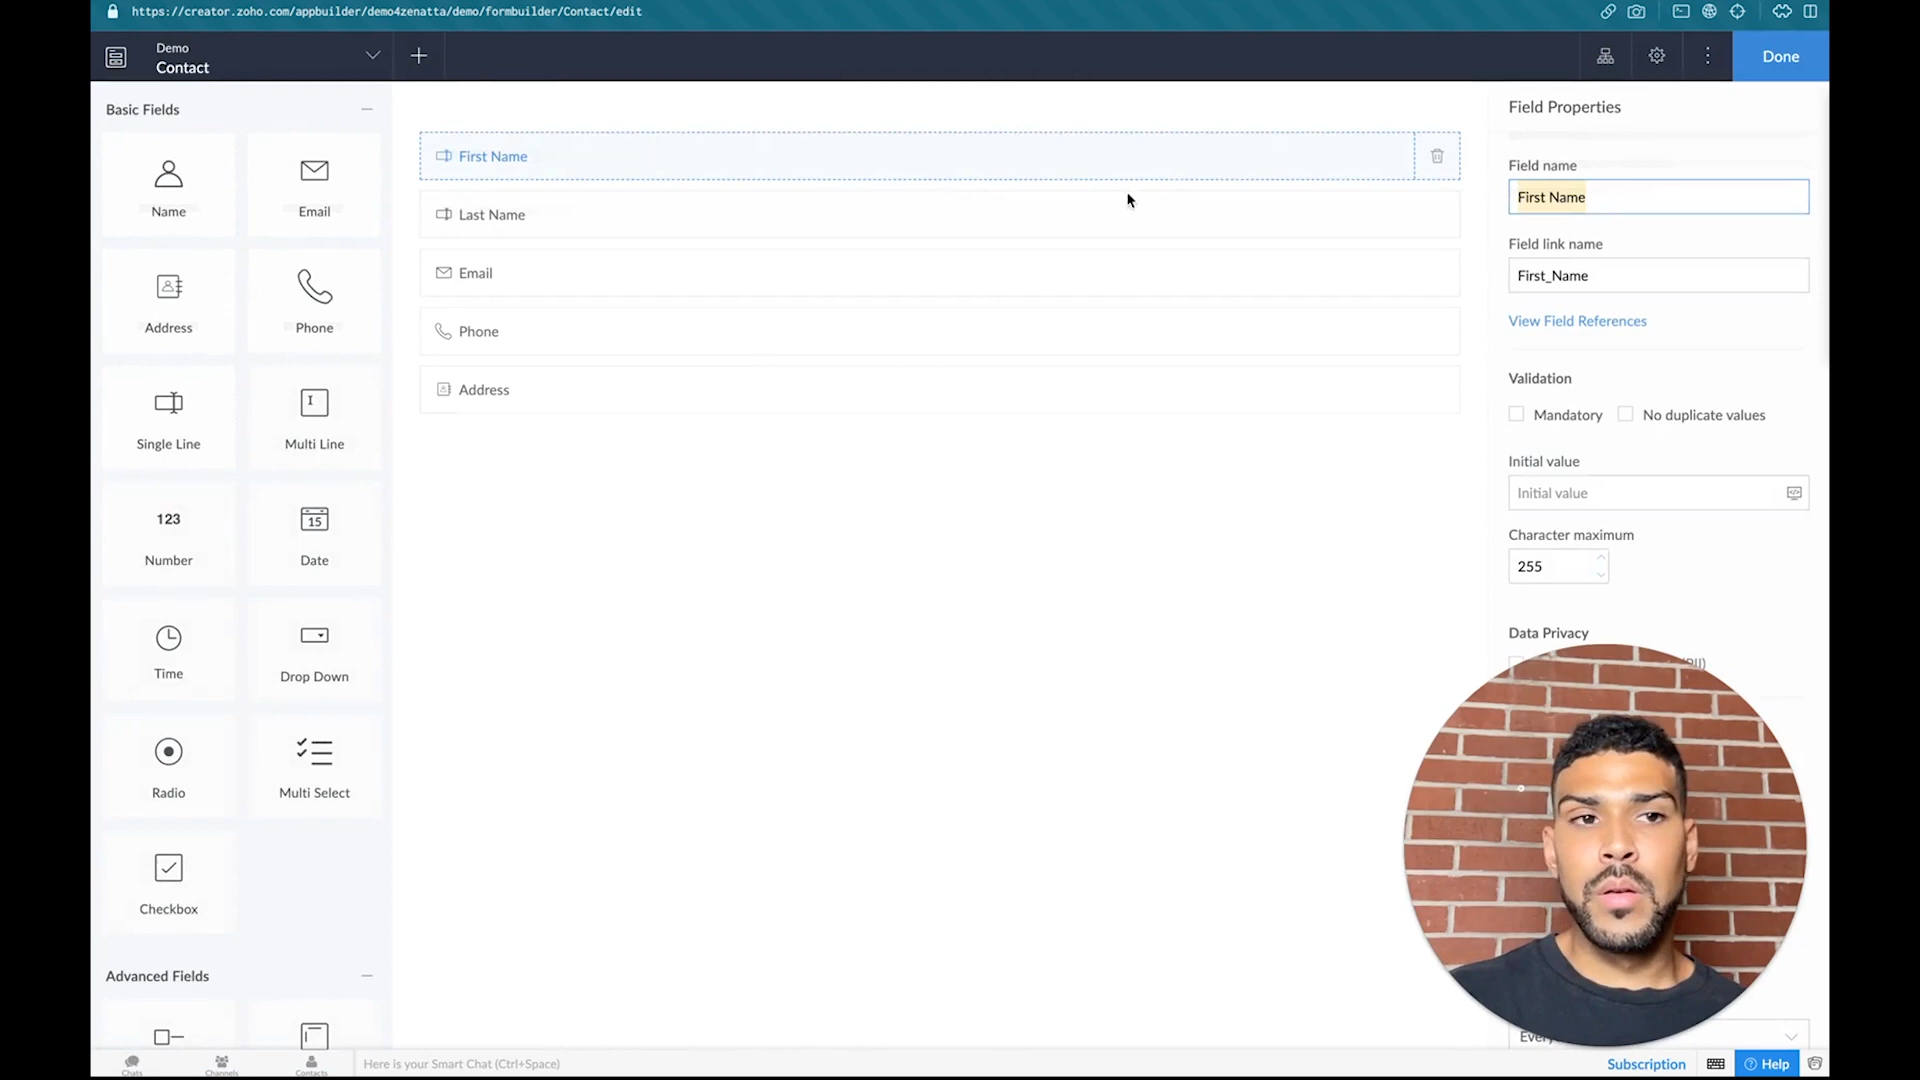 https://creator.zoho.com/appbuilder/demo4zenatta/demo/formbuilder/Contact/edit
Demo
Contact
Done
Basic Fields
Name
Email
Address
Phone
Single Line
Multi Line
123
Number
15
Date
Time
Drop Down
Radio
Multi Select
Checkbox
Advanced Fields
First Name
Last Name
Email
Phone
Address
Field Properties
Field name
First Name
Field link name
First_Name
View Field References
Validation
Mandatory
No duplicate values
Initial value
Initial value
Character maximum
255
Data Privacy
Chats
Channels
Contacts
Here is your Smart Chat (Ctrl+Space)
Subscription
Help